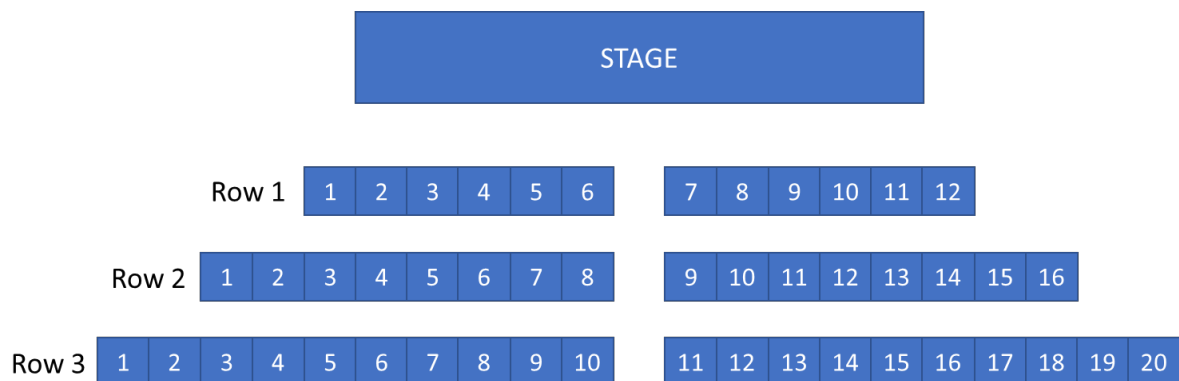 STAGE
Row 1 1 2 3 4 5 6 7 8 9 10 11 12
Row 2 1 2 3 4 5 6 7 8 9 10 11 12 13 14 15 16
Row 3 1 2 3 4 5 6 7 8 9 10 11 12 13 14 15 16 17 18 19 20